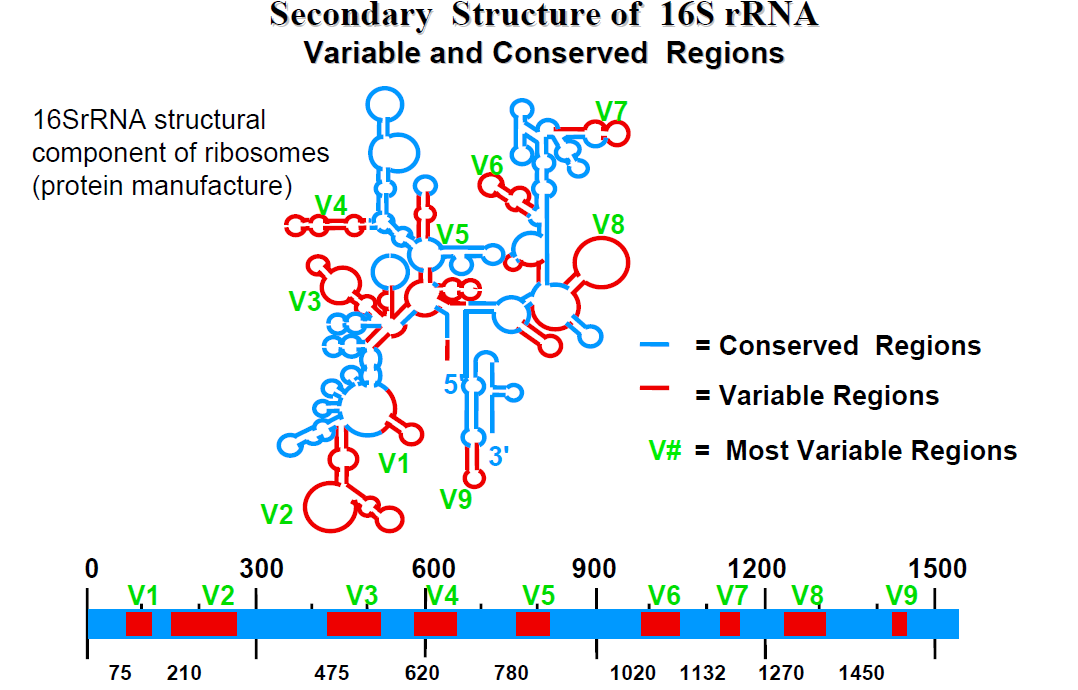 Secondary Structure of 16S rRNA
Variable and Conserved Regions
16SrRNA structural
component of ribosomes
(protein manufacture)
V7
V6
V4
V5
V8
V3
= Conserved Regions
5'
= Variable Regions
V# = Most Variable Regions
V1
3'
V9
V2
0 300 600 900 1200 1500
V1 V2 V3 V4 V5 V6 V7 V8 V9
75 210 475 620 780 1020 1132 1270 1450